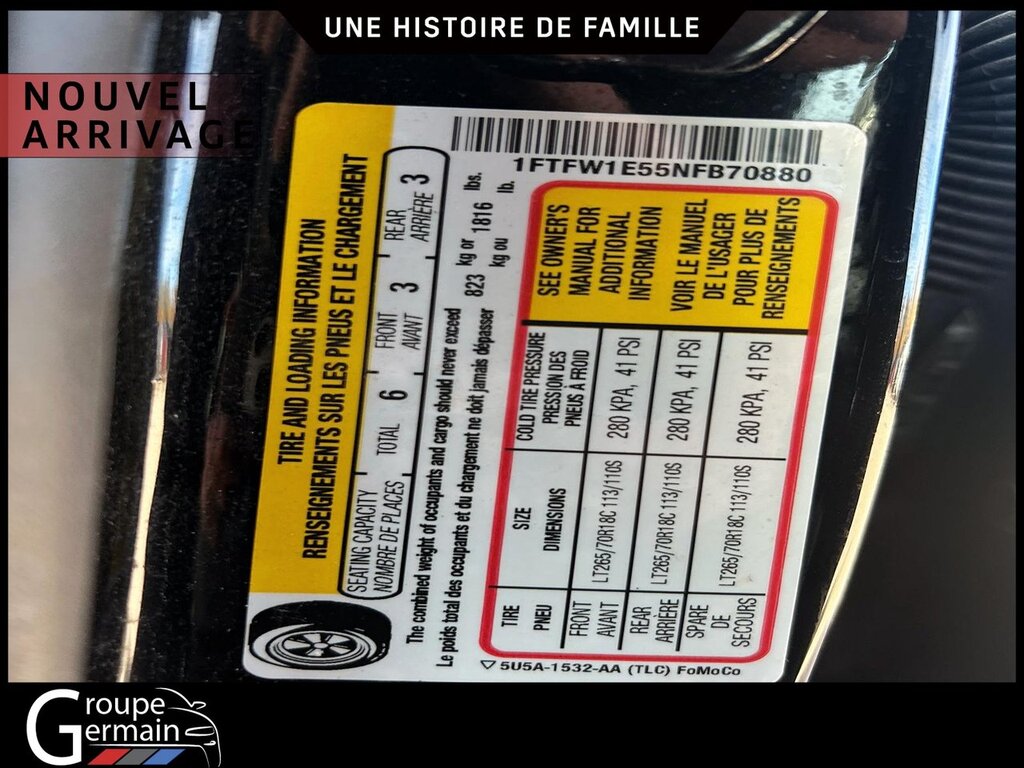 UNE HISTOIRE DE FAMILLE
NOUVEL
ARRIVAGE
1FTFW1E55NFB70880
TIRE AND LOADING INFORMATION
RENSEIGNEMENTS SUR LES PNEUS ET LE CHARGEMENT
SEATING CAPACITY TOTAL 6 FRONT 3 REAR 3
NOMBRE DE PLACES AVANT ARRIÈRE
The combined weight of occupants and cargo should never exceed 823 kg or 1816 lbs.
Le poids total des occupants et du chargement ne doit jamais dépasser kg ou lb.
TIRE SIZE COLD TIRE PRESSURE
PNEU DIMENSIONS PRESSION DES
PNEUS À FROID
FRONT LT265/70R18C 113/110S 280 KPA, 41 PSI
AVANT
REAR LT265/70R18C 113/110S 280 KPA, 41 PSI
ARRIÈRE
SPARE LT265/70R18C 113/110S 280 KPA, 41 PSI
DE
SECOURS
SEE OWNER'S
MANUAL FOR
ADDITIONAL
INFORMATION
VOIR LE MANUEL
DE L'USAGER
POUR PLUS DE
RENSEIGNEMENTS
5U5A-1532-AA (TLC) FoMoCo
Groupe
Germain